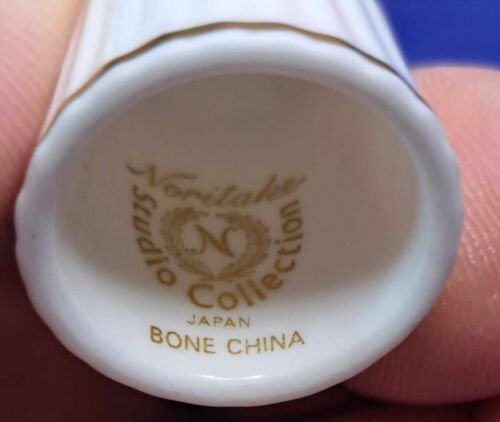 Noritake
N
Studio Collection
JAPAN
BONE CHINA